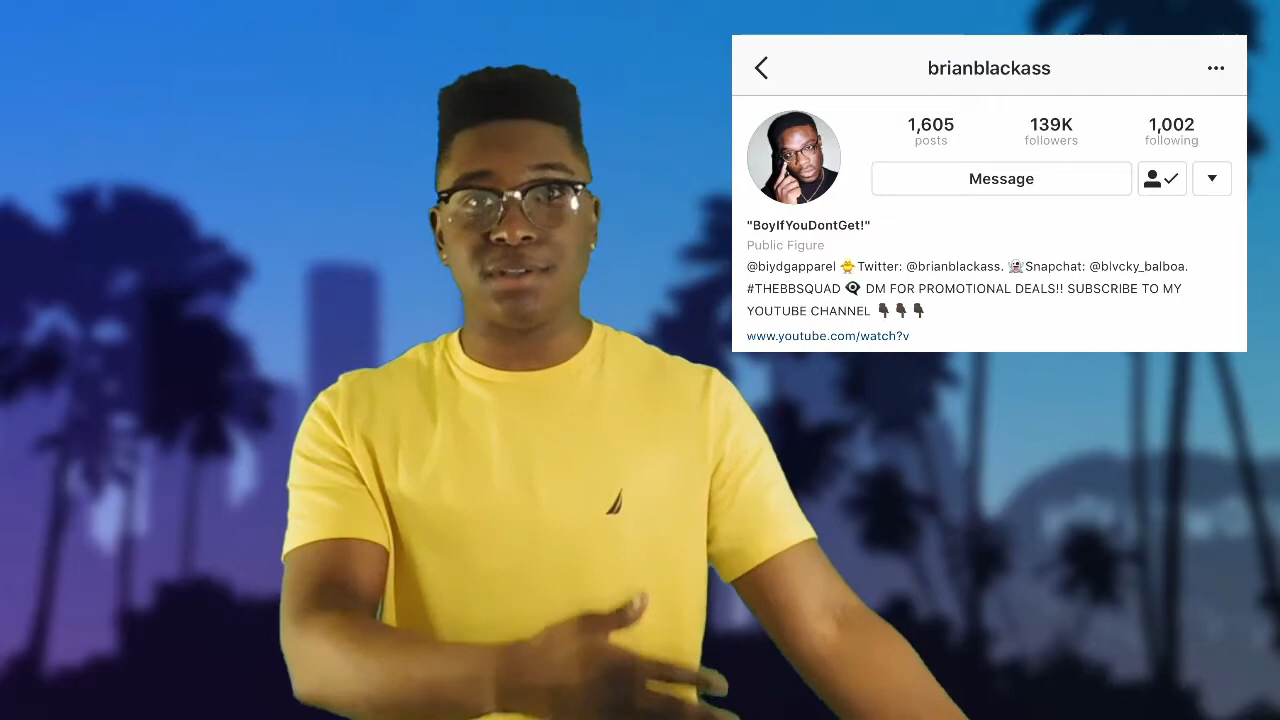 brianblackass
1,605 139K 1,002
posts followers following
Message
"BoyIfYouDontGet!"
Public Figure
@biydgapparel 🐥Twitter: @brianblackass. 👻Snapchat: @blvcky_balboa.
#THEBBSQUAD 👁️‍🗨️ DM FOR PROMOTIONAL DEALS!! SUBSCRIBE TO MY
YOUTUBE CHANNEL 👇🏿👇🏿👇🏿
www.youtube.com/watch?v